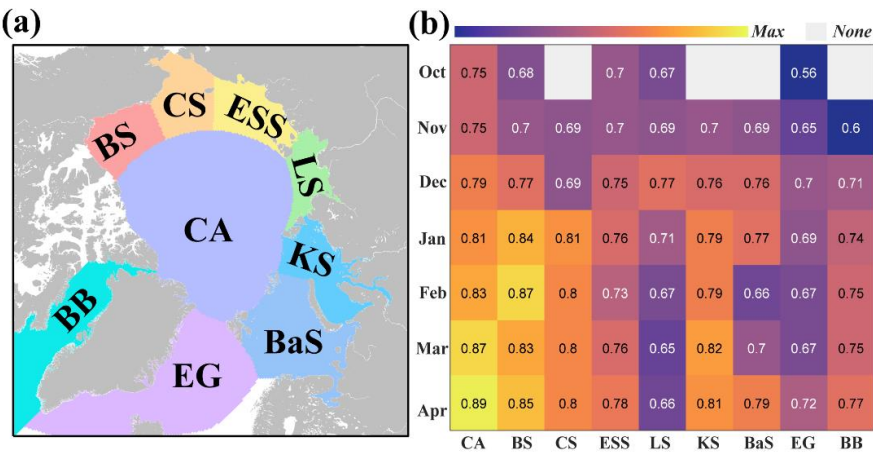 (a)
BS
CS
ESS
LS
CA
KS
BB
BaS
EG
(b)
Max None
Oct 0.75 0.68 0.7 0.67 0.56
Nov 0.75 0.7 0.69 0.7 0.69 0.7 0.69 0.65 0.6
Dec 0.79 0.77 0.69 0.75 0.77 0.76 0.76 0.7 0.71
Jan 0.81 0.84 0.81 0.76 0.71 0.79 0.77 0.69 0.74
Feb 0.83 0.87 0.8 0.73 0.67 0.79 0.66 0.67 0.75
Mar 0.87 0.83 0.8 0.76 0.65 0.82 0.7 0.67 0.75
Apr 0.89 0.85 0.8 0.78 0.66 0.81 0.79 0.72 0.77
CA BS CS ESS LS KS BaS EG BB